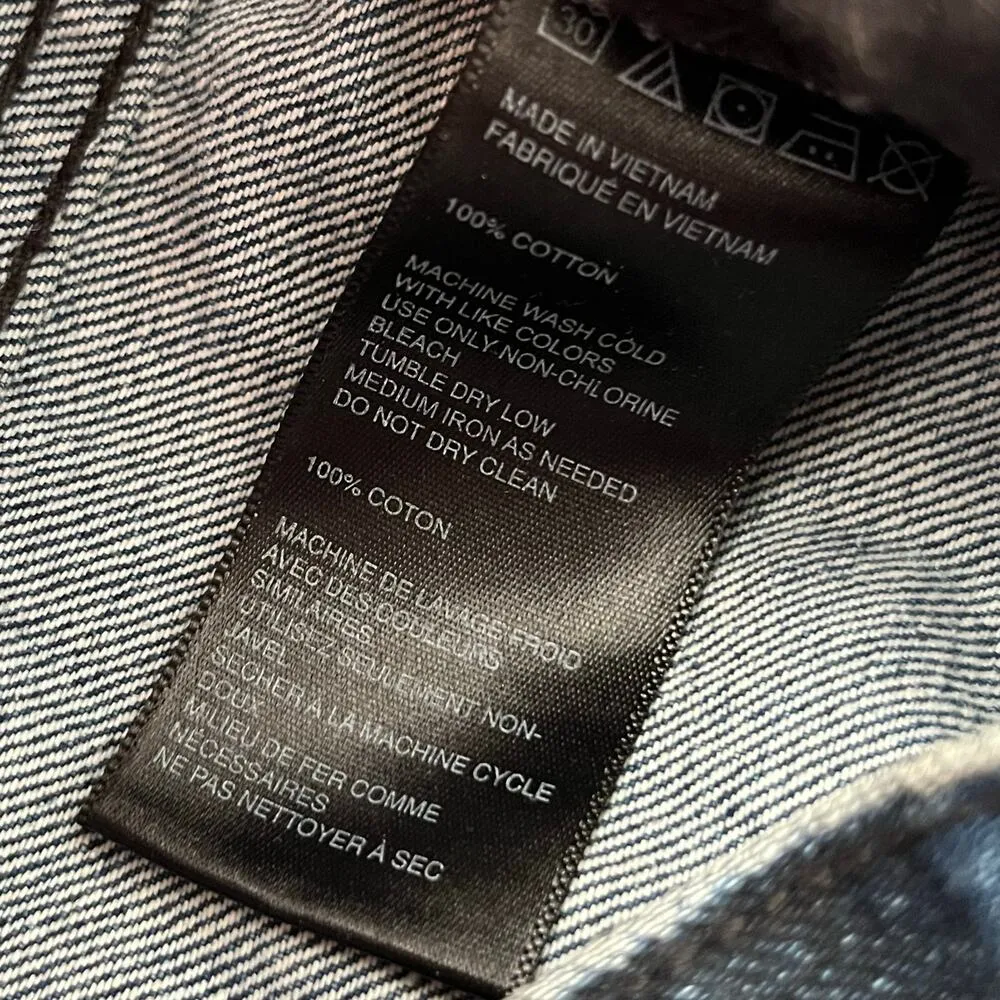 30
MADE IN VIETNAM
FABRIQUÉ EN VIETNAM
100% COTTON
MACHINE WASH COLD
WITH LIKE COLORS
USE ONLY NON-CHLORINE
BLEACH
TUMBLE DRY LOW
MEDIUM IRON AS NEEDED
DO NOT DRY CLEAN
100% COTON
MACHINE DE LAVAGE FROID
AVEC DES COULEURS
SIMILAIRES
UTILISEZ SEULEMENT NON-
JAVEL
SECHER A LA MACHINE CYCLE
DOUX
MILIEU DE FER COMME
NECESSAIRES
NE PAS NETTOYER À SEC